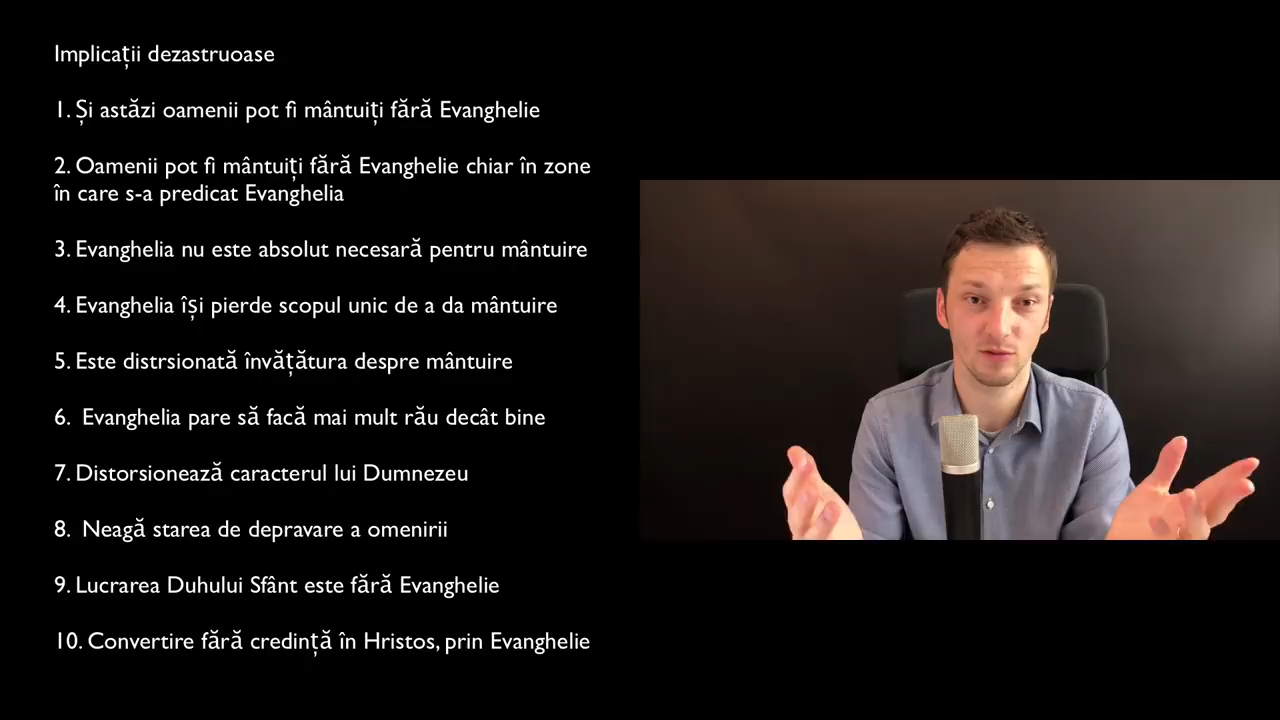 Implicații dezastruoase
1. Și astăzi oamenii pot fi mântuiți fără Evanghelie
2. Oamenii pot fi mântuiți fără Evanghelie chiar în zone
în care s-a predicat Evanghelia
3. Evanghelia nu este absolut necesară pentru mântuire
4. Evanghelia își pierde scopul unic de a da mântuire
5. Este distrsionată învățătura despre mântuire
6. Evanghelia pare să facă mai mult rău decât bine
7. Distorsionează caracterul lui Dumnezeu
8. Neagă starea de depravare a omenirii
9. Lucrarea Duhului Sfânt este fără Evanghelie
10. Convertire fără credință în Hristos, prin Evanghelie